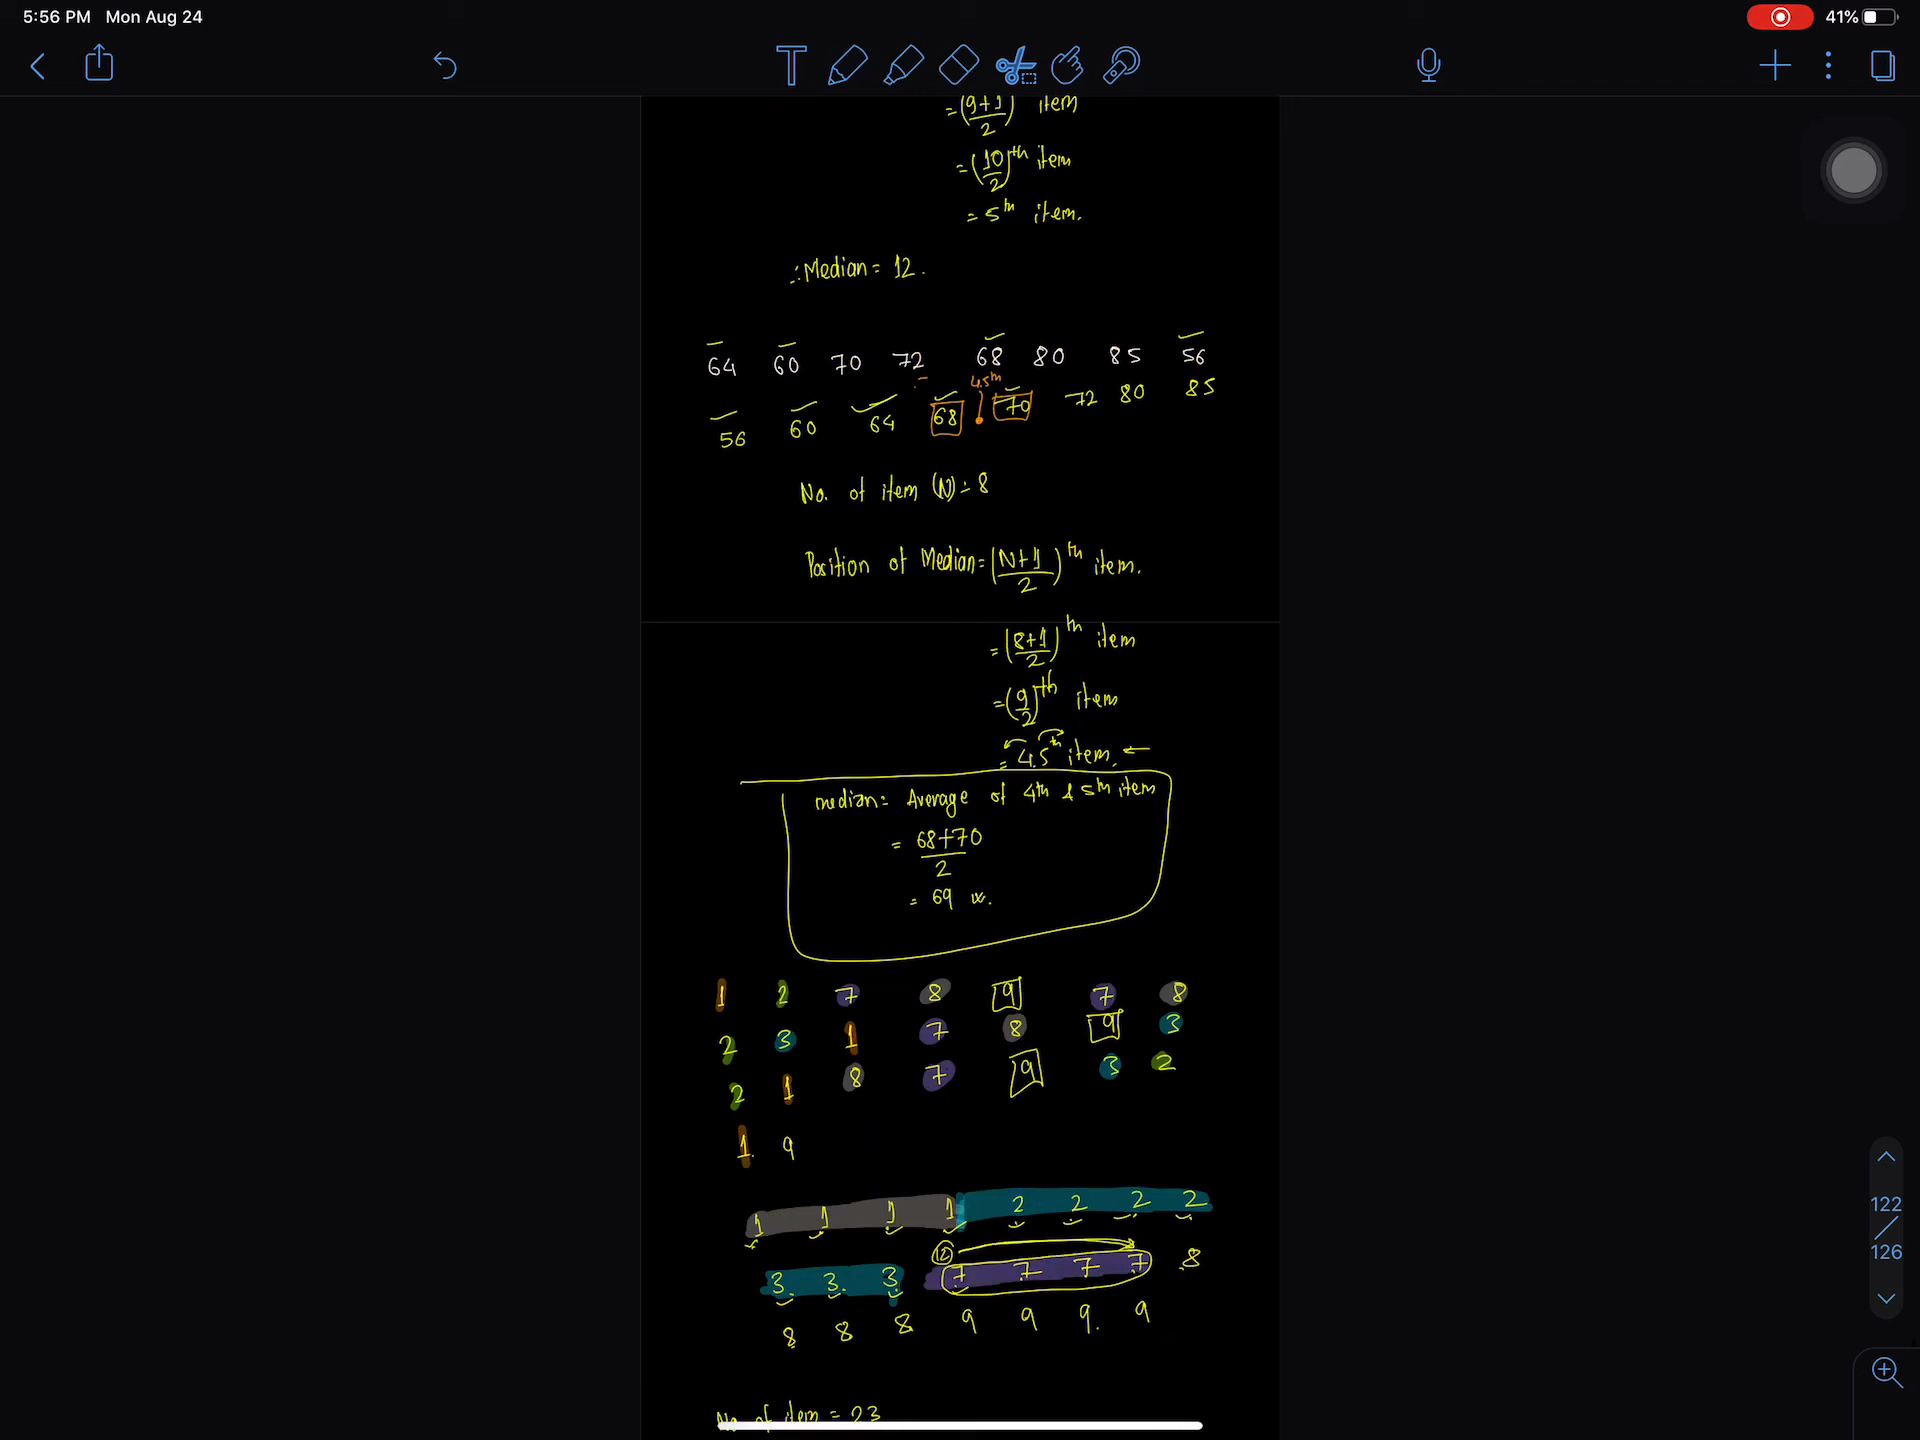 5:56 PM Mon Aug 24
41%
T
= (9+1/2) item
= (10/2)th item
= 5th item.
∴ Median = 12.
64 60 70 72 68 80 85 56
4.5th
56 60 64 68 70 72 80 85
No. of item (N) = 8
Position of Median = (N+1/2)th item.
= (8+1/2)th item
= (9/2)th item
= 4.5th item. ←
median = Average of 4th & 5th item
= 68+70/2
= 69
1 2 7 8 9 7 8
2 3 1 7 8 9 3
2 1 8 7 9 3 2
1. 9
1 1 1 1 2 2 2 2
12
3. 3. 3 7 7 7 7 8
8 8 8 9 9 9. 9
No. of item = 23
122
126